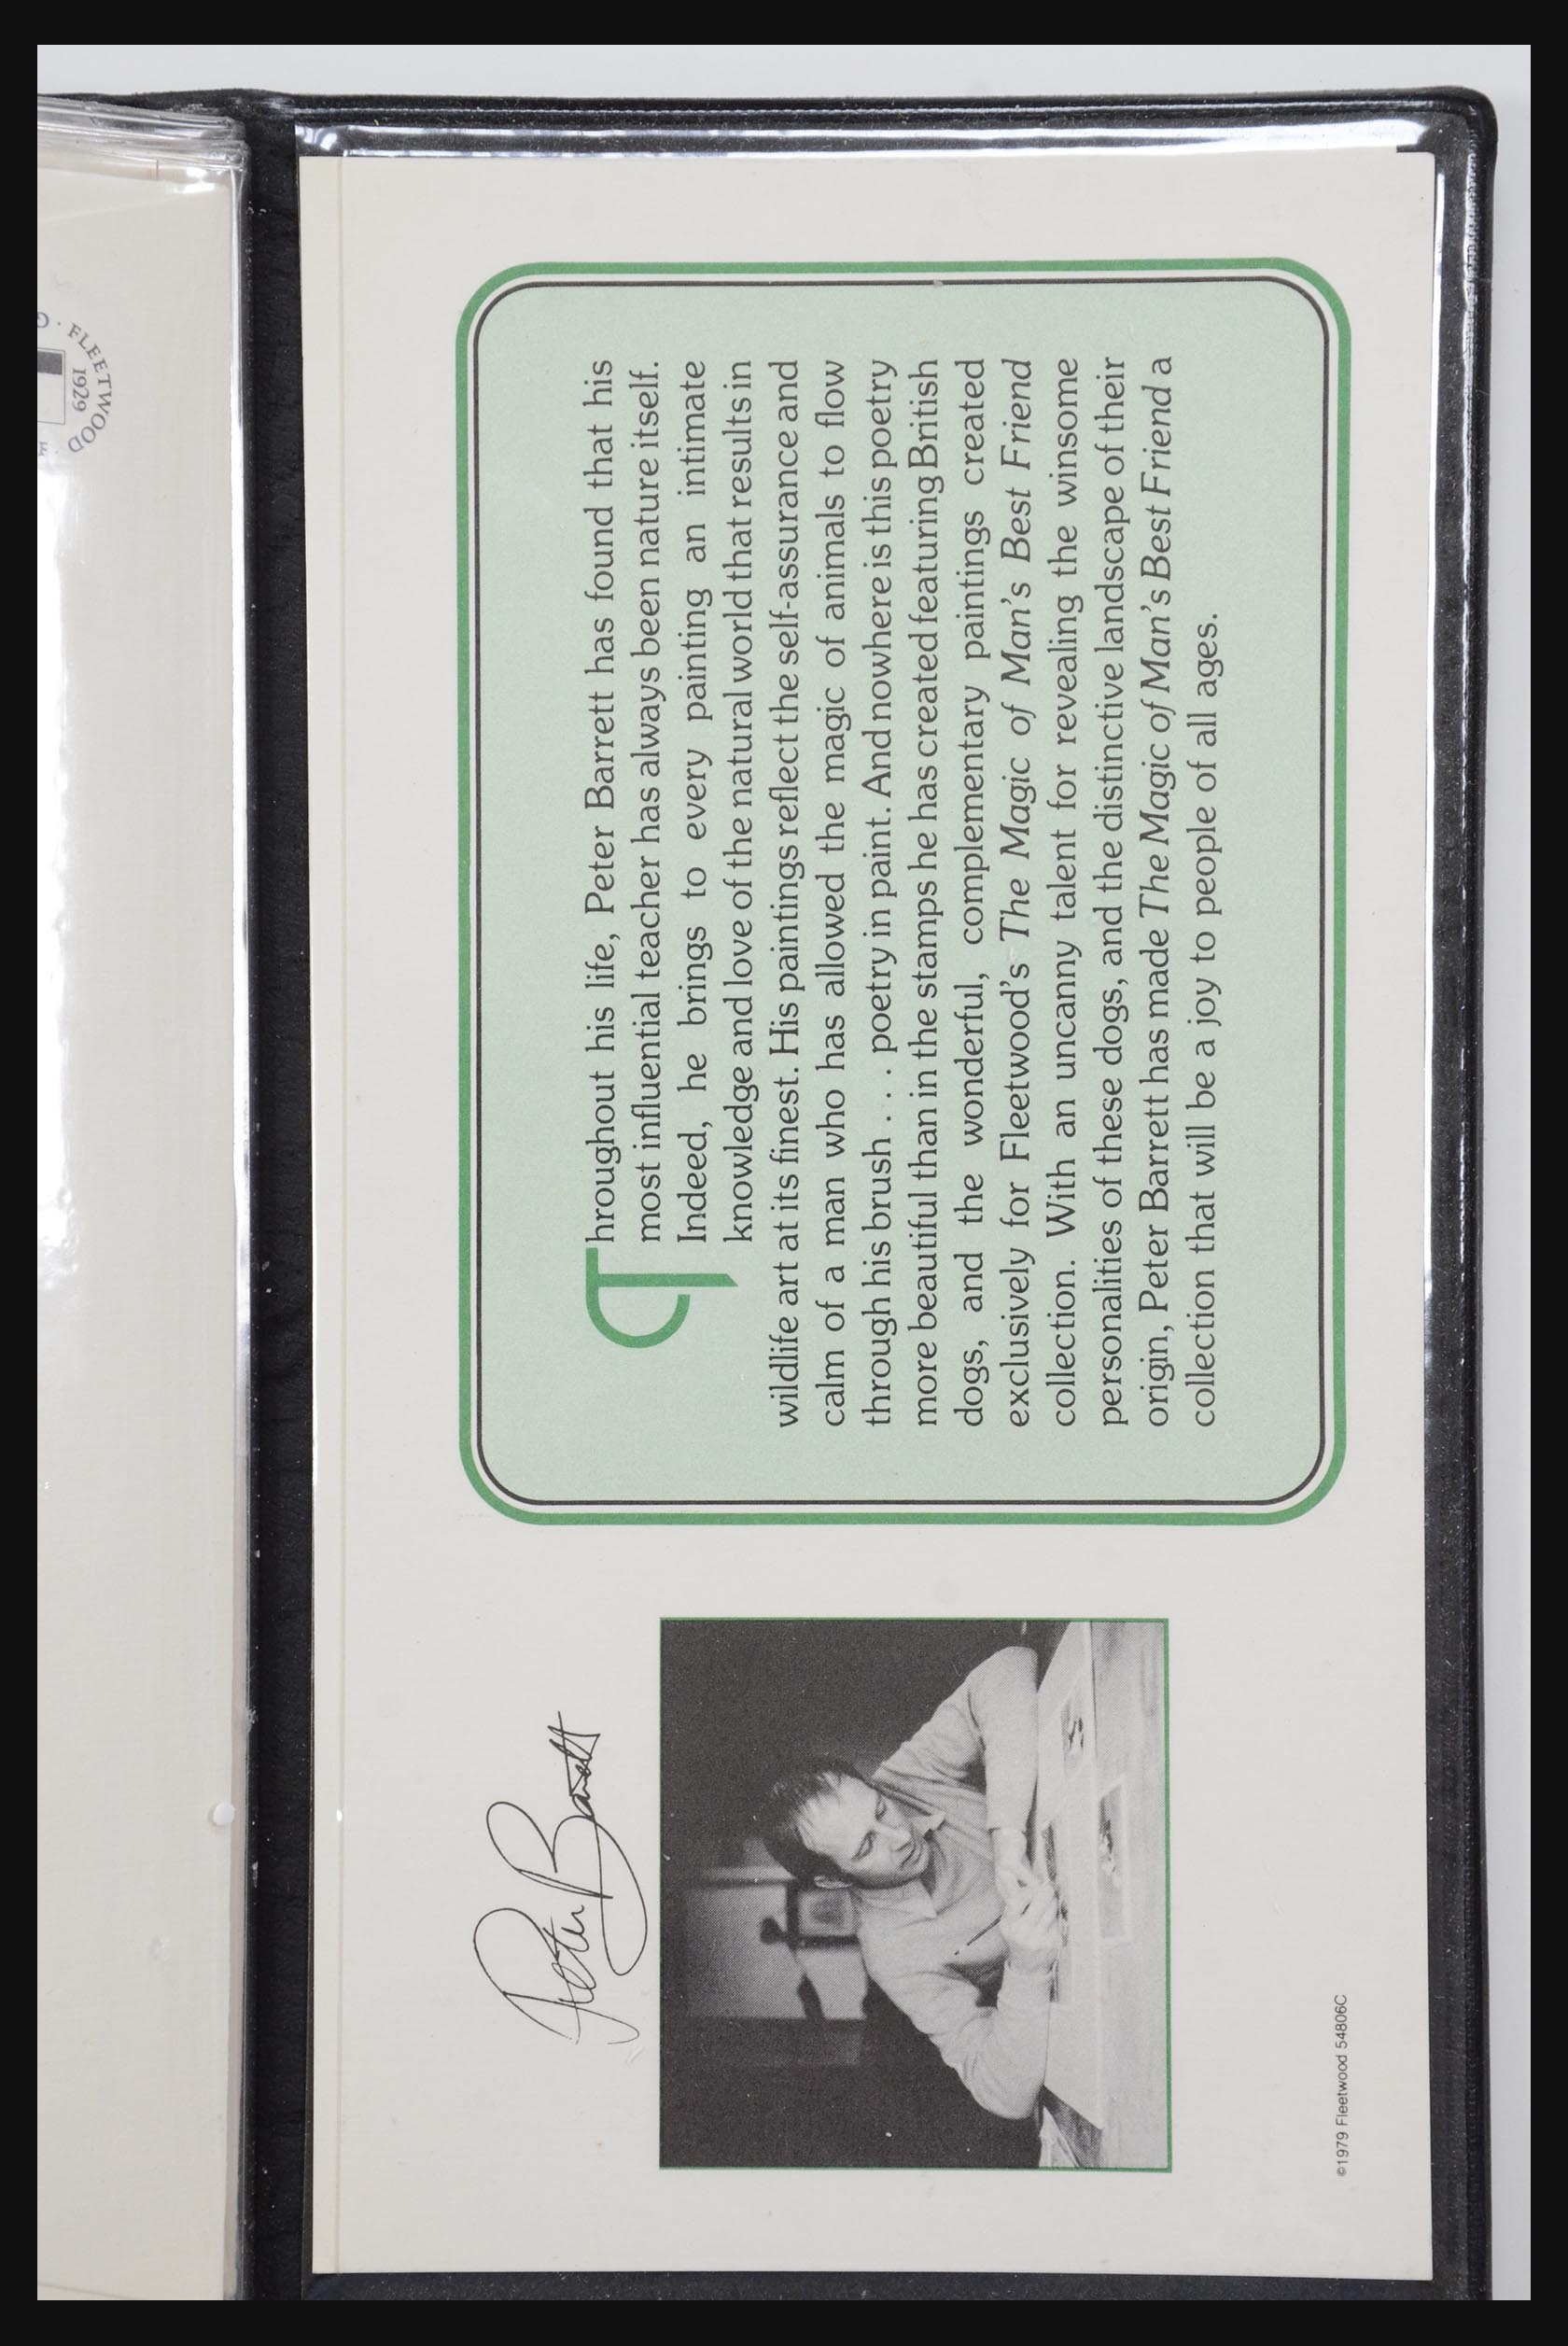 Throughout his life, Peter Barrett has found that his
most influential teacher has always been nature itself.
Indeed, he brings to every painting an intimate
knowledge and love of the natural world that results in
wildlife art at its finest. His paintings reflect the self-assurance and
calm of a man who has allowed the magic of animals to flow
through his brush . . . poetry in paint. And nowhere is this poetry
more beautiful than in the stamps he has created featuring British
dogs, and the wonderful, complementary paintings created
exclusively for Fleetwood's The Magic of Man's Best Friend
collection. With an uncanny talent for revealing the winsome
personalities of these dogs, and the distinctive landscape of their
origin, Peter Barrett has made The Magic of Man's Best Friend a
collection that will be a joy to people of all ages.
Peter Barrett
©1979 Fleetwood 54806C
FLEETWOOD
1929